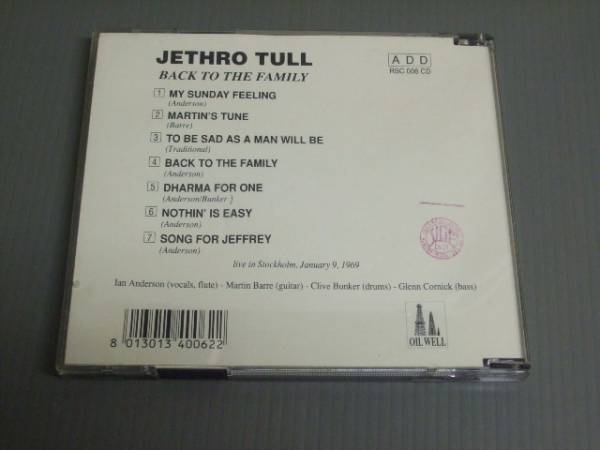 JETHRO TULL
BACK TO THE FAMILY
ADD
RSC 006 CD
1 MY SUNDAY FEELING
(Anderson)
2 MARTIN'S TUNE
(Barre)
3 TO BE SAD AS A MAN WILL BE
(Traditional)
4 BACK TO THE FAMILY
(Anderson)
5 DHARMA FOR ONE
(Anderson/Bunker)
6 NOTHIN' IS EASY
(Anderson)
7 SONG FOR JEFFREY
(Anderson)
live in Stockholm, January 9, 1969
Ian Anderson (vocals, flute) - Martin Barre (guitar) - Clive Bunker (drums) - Glenn Cornick (bass)
8 013013 400622
OIL WELL